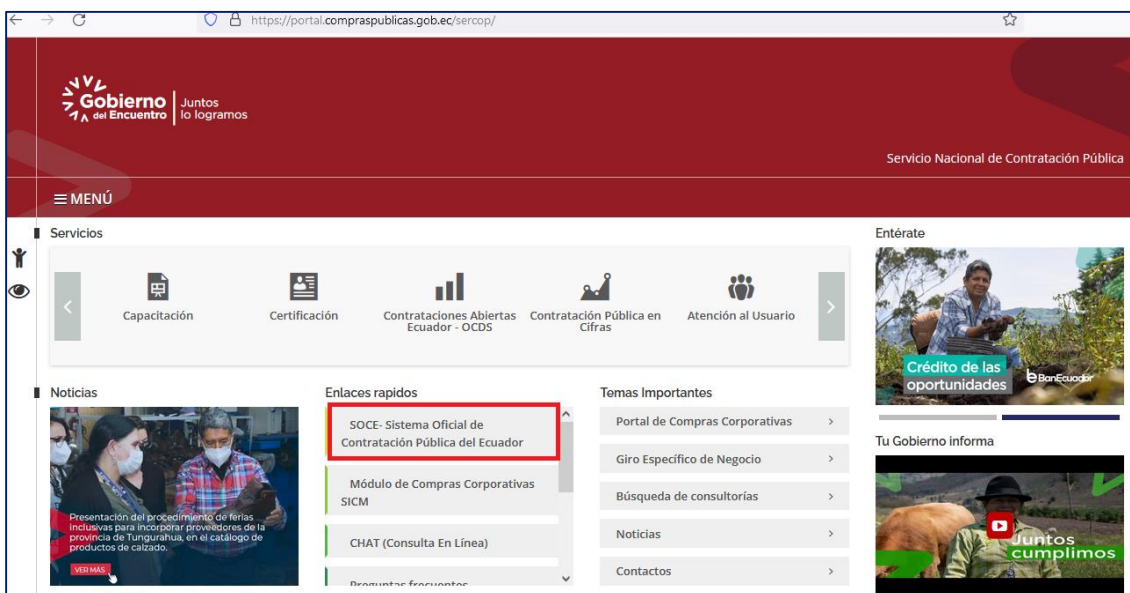 https://portal.compraspublicas.gob.ec/sercop/
Gobierno
del Encuentro
Juntos
lo logramos
Servicio Nacional de Contratación Pública
MENÚ
Servicios
Capacitación
Certificación
Contrataciones Abiertas
Ecuador - OCDS
Contratación Pública en
Cifras
Atención al Usuario
Noticias
Presentación del procedimiento de ferias
inclusivas para incorporar proveedores de la
provincia de Tungurahua, en el catálogo de
productos de calzado.
VER MÁS
Enlaces rapidos
SOCE- Sistema Oficial de
Contratación Pública del Ecuador
Módulo de Compras Corporativas
SICM
CHAT (Consulta En Línea)
Preguntas frecuentes
Temas Importantes
Portal de Compras Corporativas
Giro Específico de Negocio
Búsqueda de consultorías
Noticias
Contactos
Entérate
Crédito de las
oportunidades
BanEcuador
Tu Gobierno informa
Juntos
cumplimos